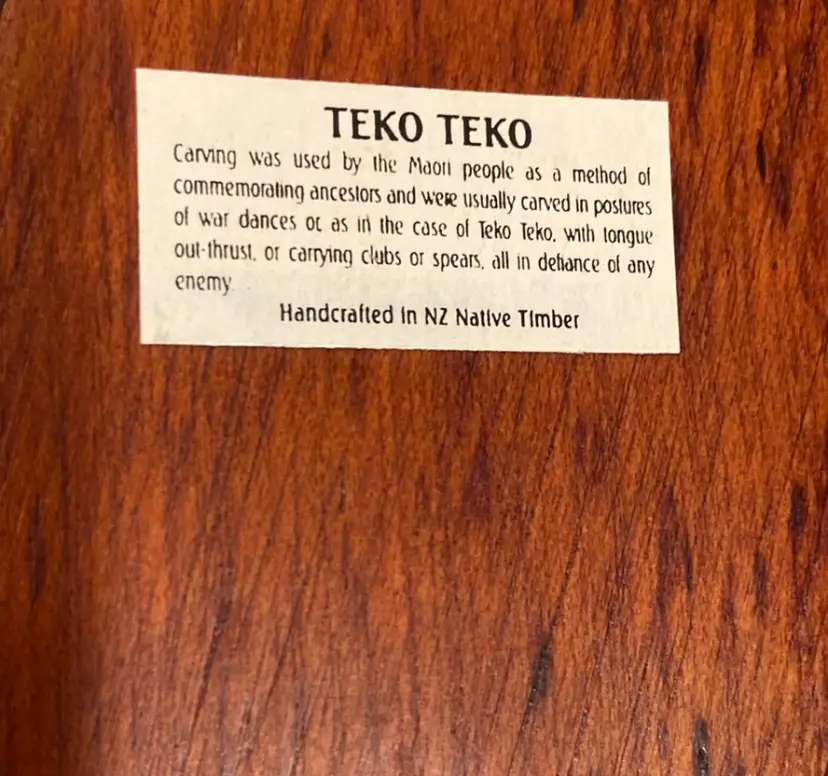 TEKO TEKO
Carving was used by the Maori people as a method of
commemorating ancestors and were usually carved in postures
of war dances or as in the case of Teko Teko, with tongue
out-thrust, or carrying clubs or spears, all in defiance of any
enemy.
Handcrafted in NZ Native Timber